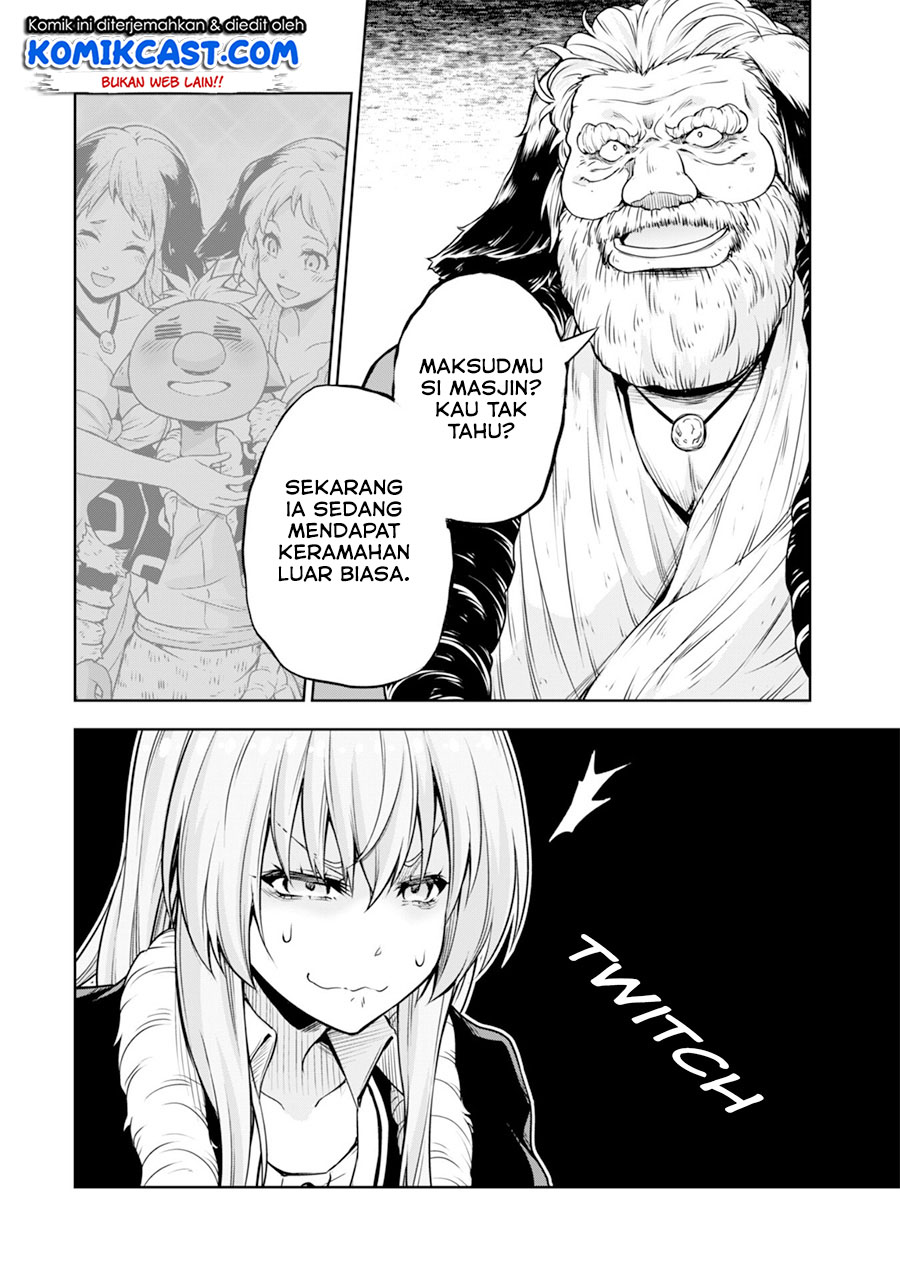 Komik ini diterjemahkan & diedit oleh
KOMIKCAST.COM
BUKAN WEB LAIN!!
MAKSUDMU
SI MASJIN?
KAU TAK
TAHU?
SEKARANG
IA SEDANG
MENDAPAT
KERAMAHAN
LUAR BIASA.
TWITCH